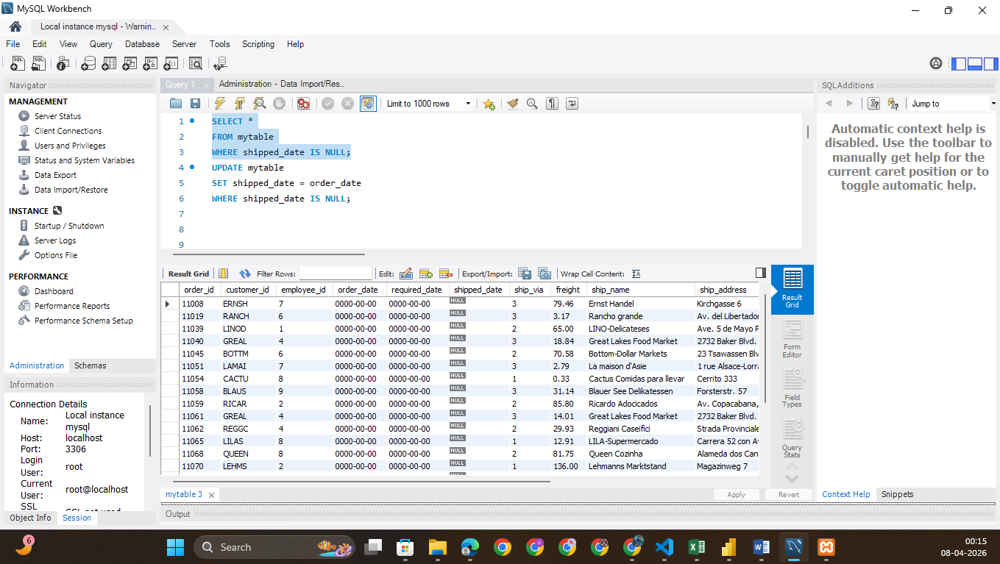 MySQL Workbench
Local instance mysql - Warnin...
File Edit View Query Database Server Tools Scripting Help
Navigator
MANAGEMENT
Server Status
Client Connections
Users and Privileges
Status and System Variables
Data Export
Data Import/Restore
INSTANCE
Startup / Shutdown
Server Logs
Options File
PERFORMANCE
Dashboard
Performance Reports
Performance Schema Setup
Administration Schemas
Information
Connection Details
Name: Local instance mysql
Host: localhost
Port: 3306
Login User: root
Current User: root@localhost
SSL
Object Info Session
Query 1 Administration - Data Import/Res...
Limit to 1000 rows
1 SELECT *
2 FROM mytable
3 WHERE shipped_date IS NULL;
4 UPDATE mytable
5 SET shipped_date = order_date
6 WHERE shipped_date IS NULL;
7
8
9
Result Grid Filter Rows: Edit: Export/Import: Wrap Cell Content:
order_id customer_id employee_id order_date required_date shipped_date ship_via freight ship_name ship_address
11008 ERNSH 7 0000-00-00 0000-00-00 NULL 3 79.46 Ernst Handel Kirchgasse 6
11019 RANCH 6 0000-00-00 0000-00-00 NULL 3 3.17 Rancho grande Av. del Libertador
11039 LINOD 1 0000-00-00 0000-00-00 NULL 2 65.00 LINO-Delicateses Ave. 5 de Mayo P
11040 GREAL 4 0000-00-00 0000-00-00 NULL 3 18.84 Great Lakes Food Market 2732 Baker Blvd.
11045 BOTTM 6 0000-00-00 0000-00-00 NULL 2 70.58 Bottom-Dollar Markets 23 Tsawassen Blv
11051 LAMAI 7 0000-00-00 0000-00-00 NULL 3 2.79 La maison d'Asie 1 rue Alsace-Lorra
11054 CACTU 8 0000-00-00 0000-00-00 NULL 1 0.33 Cactus Comidas para llevar Cerrito 333
11058 BLAUS 9 0000-00-00 0000-00-00 NULL 3 31.14 Blauer See Delikatessen Forsterstr. 57
11059 RICAR 2 0000-00-00 0000-00-00 NULL 2 85.80 Ricardo Adocicados Av. Copacabana,
11061 GREAL 4 0000-00-00 0000-00-00 NULL 3 14.01 Great Lakes Food Market 2732 Baker Blvd.
11062 REGGC 4 0000-00-00 0000-00-00 NULL 2 29.93 Reggiani Caseifici Strada Provinciale
11065 LILAS 8 0000-00-00 0000-00-00 NULL 1 12.91 LILA-Supermercado Carrera 52 con Av
11068 QUEEN 8 0000-00-00 0000-00-00 NULL 2 81.75 Queen Cozinha Alameda dos Can
11070 LEHMS 2 0000-00-00 0000-00-00 NULL 1 136.00 Lehmanns Marktstand Magazinweg 7
Result Grid
Form Editor
Field Types
Query Stats
mytable 3 Apply Revert
Output
SQLAdditions
Jump to
Automatic context help is
disabled. Use the toolbar to
manually get help for the
current caret position or to
toggle automatic help.
Context Help Snippets
6
Search
00:15
08-04-2026